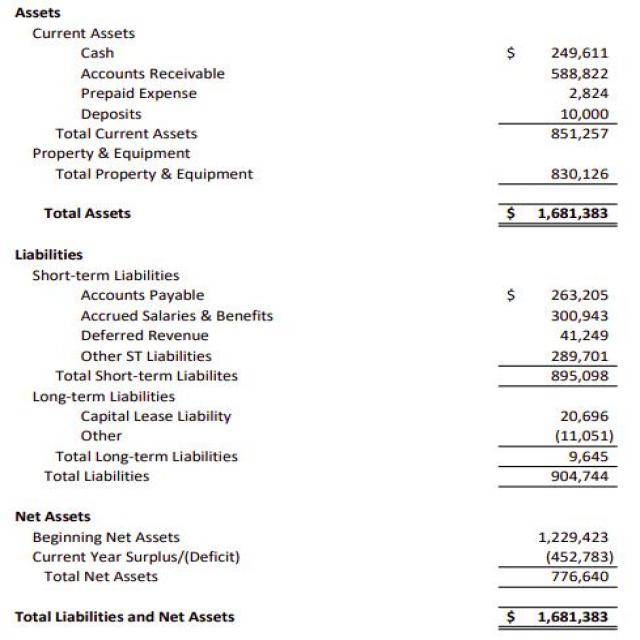 Assets
Current Assets
Cash $ 249,611
Accounts Receivable 588,822
Prepaid Expense 2,824
Deposits 10,000
Total Current Assets 851,257
Property & Equipment
Total Property & Equipment 830,126
Total Assets $ 1,681,383
Liabilities
Short-term Liabilities
Accounts Payable $ 263,205
Accrued Salaries & Benefits 300,943
Deferred Revenue 41,249
Other ST Liabilities 289,701
Total Short-term Liabilites 895,098
Long-term Liabilities
Capital Lease Liability 20,696
Other (11,051)
Total Long-term Liabilities 9,645
Total Liabilities 904,744
Net Assets
Beginning Net Assets 1,229,423
Current Year Surplus/(Deficit) (452,783)
Total Net Assets 776,640
Total Liabilities and Net Assets $ 1,681,383